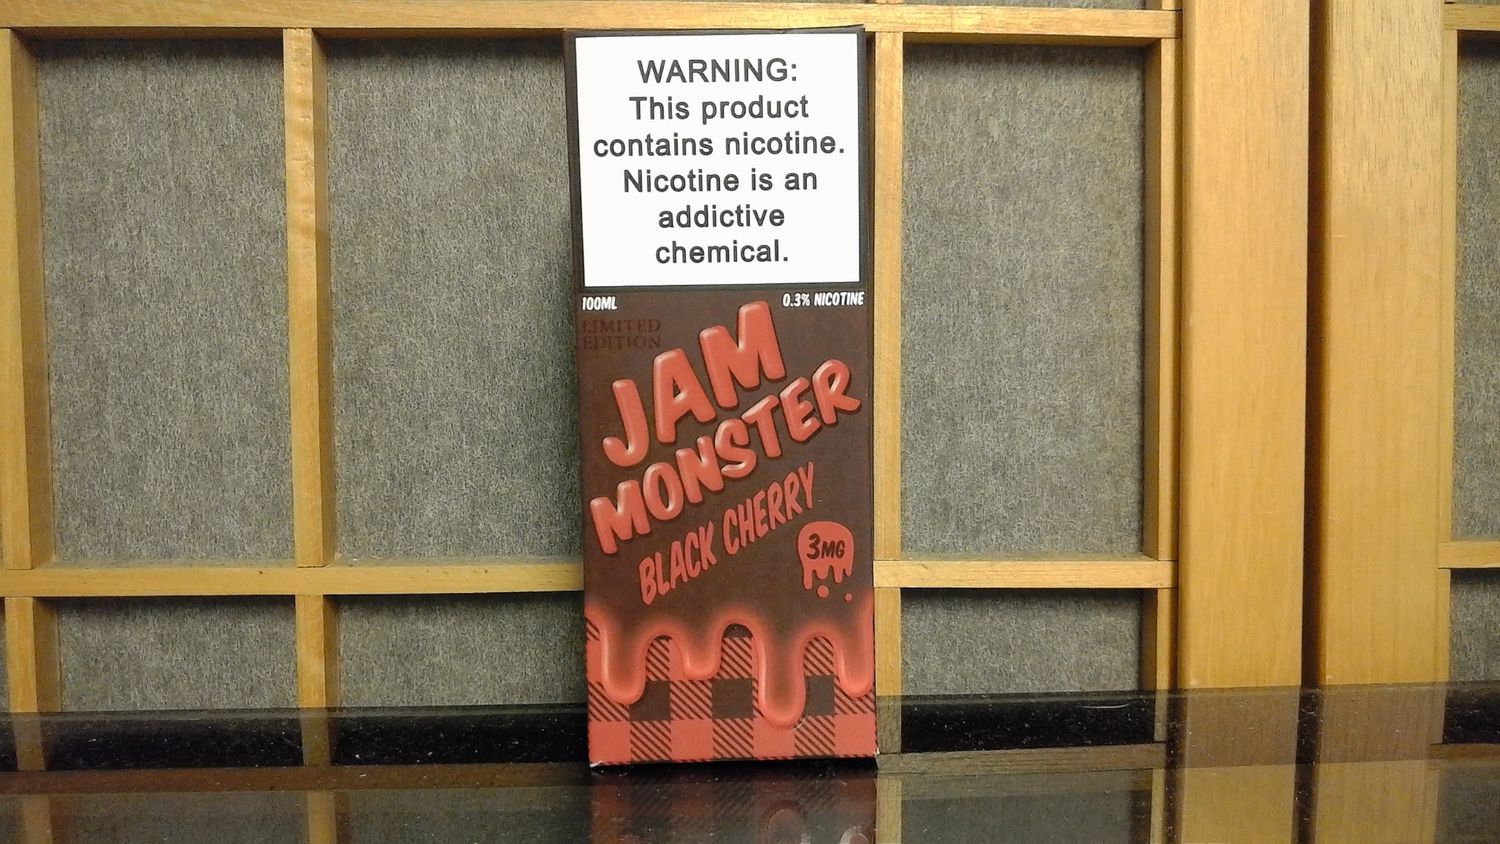 WARNING:
This product
contains nicotine.
Nicotine is an
addictive
chemical.
100ML
0.3% NICOTINE
LIMITED
EDITION
JAM
MONSTER
BLACK CHERRY
3MG